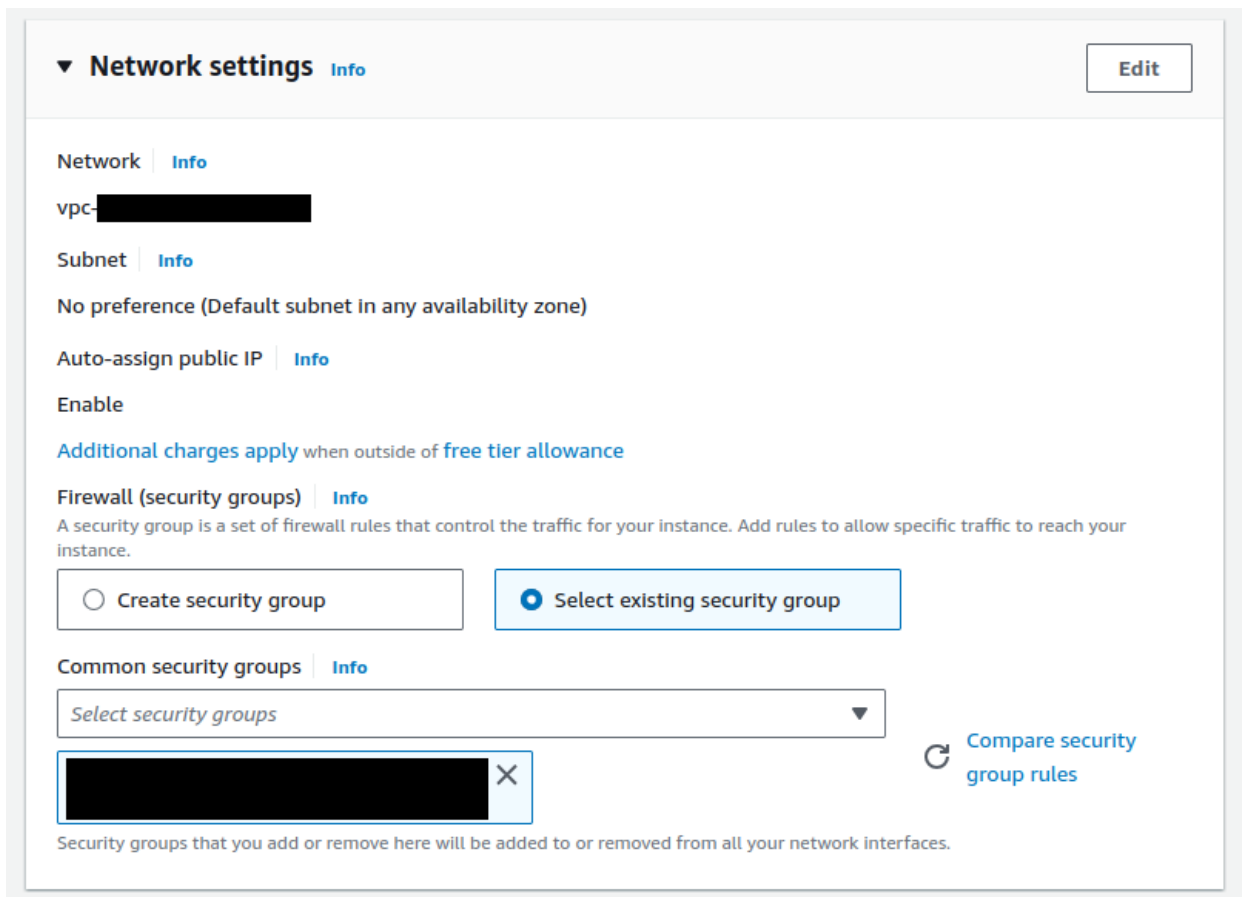 Network settings Info
Edit
Network Info
vpc-
Subnet Info
No preference (Default subnet in any availability zone)
Auto-assign public IP Info
Enable
Additional charges apply when outside of free tier allowance
Firewall (security groups) Info
A security group is a set of firewall rules that control the traffic for your instance. Add rules to allow specific traffic to reach your
instance.
Create security group
Select existing security group
Common security groups Info
Select security groups
Compare security
group rules
Security groups that you add or remove here will be added to or removed from all your network interfaces.